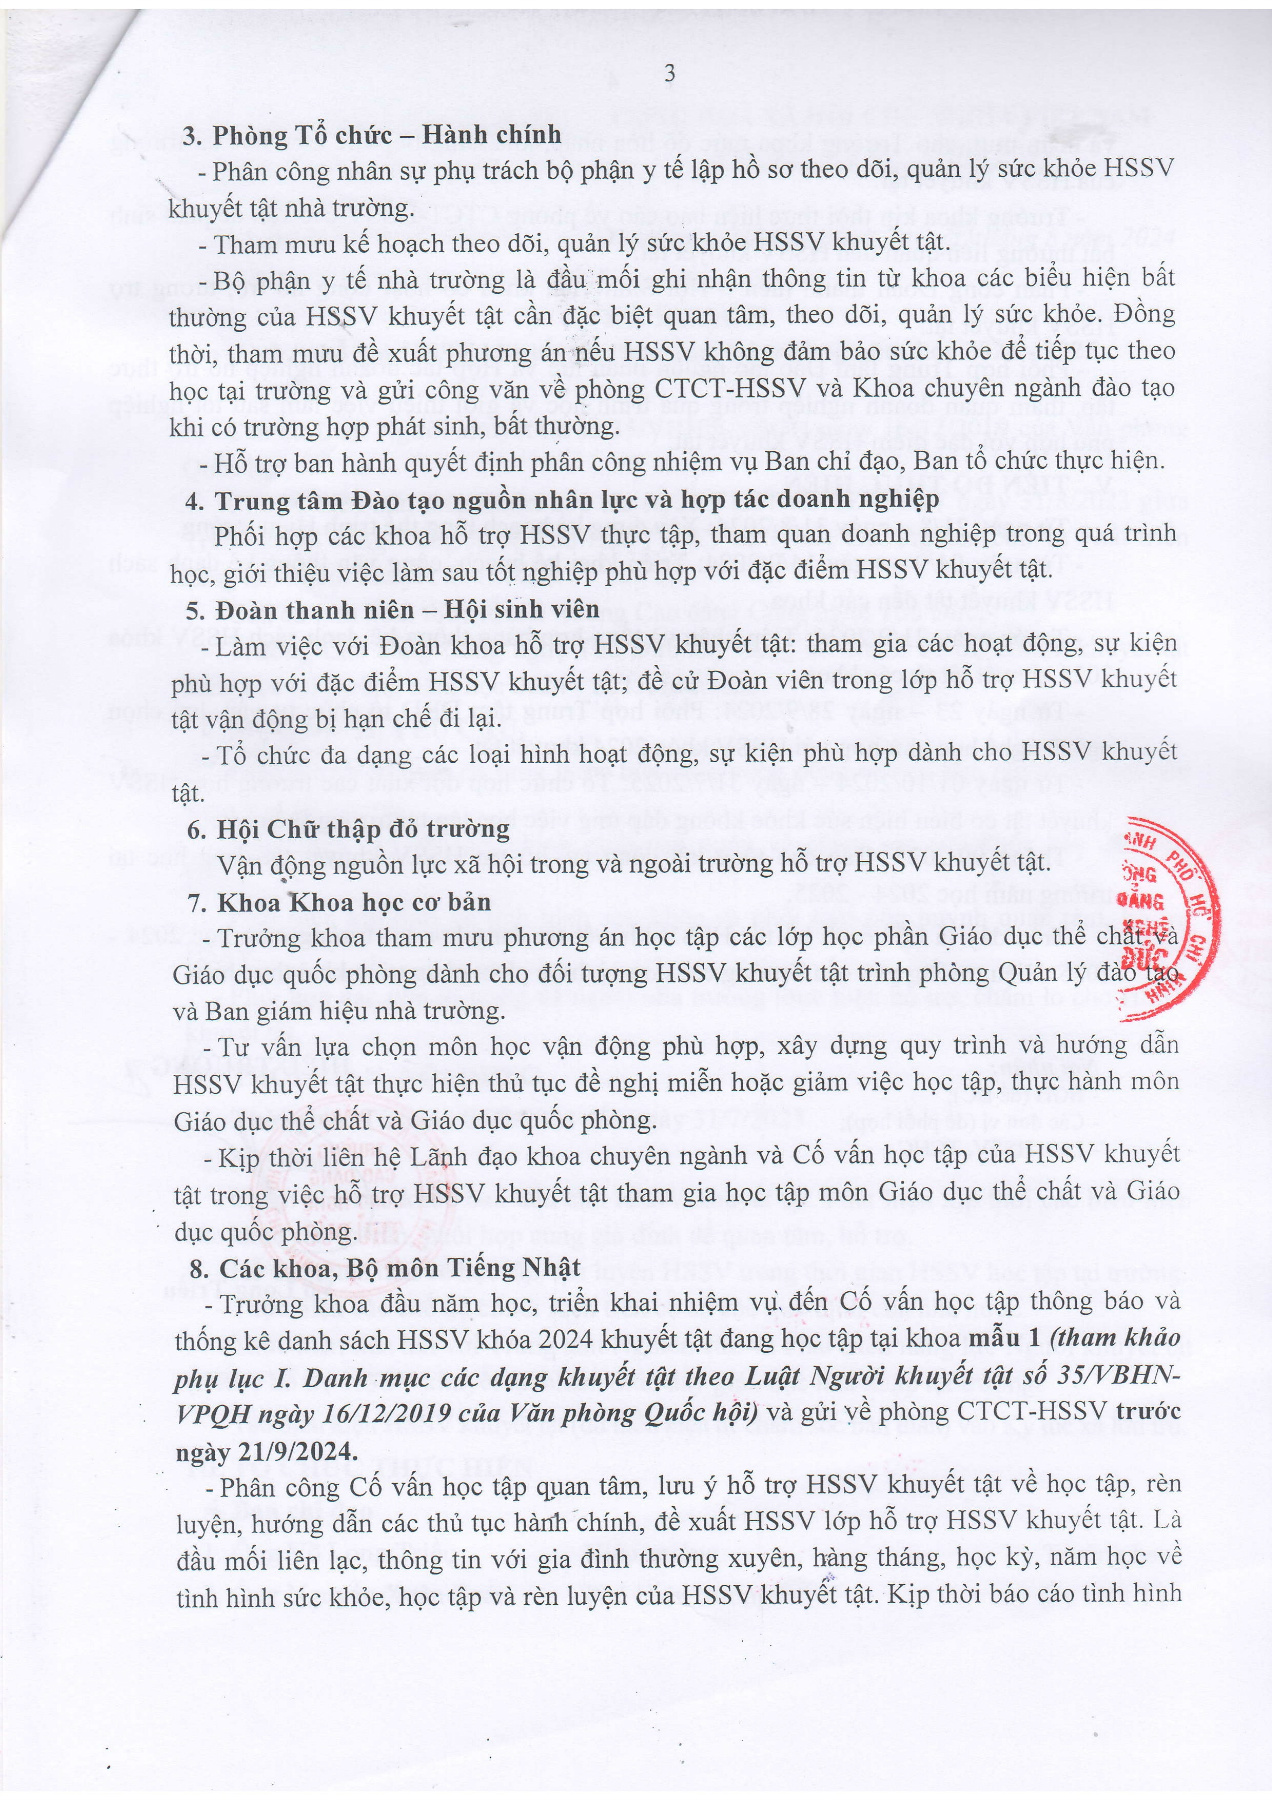 3
3. Phòng Tổ chức – Hành chính
- Phân công nhân sự phụ trách bộ phận y tế lập hồ sơ theo dõi, quản lý sức khỏe HSSV
khuyết tật nhà trường.
- Tham mưu kế hoạch theo dõi, quản lý sức khỏe HSSV khuyết tật.
- Bộ phận y tế nhà trường là đầu mối ghi nhận thông tin từ khoa các biểu hiện bất
thường của HSSV khuyết tật cần đặc biệt quan tâm, theo dõi, quản lý sức khỏe. Đồng
thời, tham mưu đề xuất phương án nếu HSSV không đảm bảo sức khỏe để tiếp tục theo
học tại trường và gửi công văn về phòng CTCT-HSSV và Khoa chuyên ngành đào tạo
khi có trường hợp phát sinh, bất thường.
- Hỗ trợ ban hành quyết định phân công nhiệm vụ Ban chỉ đạo, Ban tổ chức thực hiện.
4. Trung tâm Đào tạo nguồn nhân lực và hợp tác doanh nghiệp
Phối hợp các khoa hỗ trợ HSSV thực tập, tham quan doanh nghiệp trong quá trình
học, giới thiệu việc làm sau tốt nghiệp phù hợp với đặc điểm HSSV khuyết tật.
5. Đoàn thanh niên – Hội sinh viên
- Làm việc với Đoàn khoa hỗ trợ HSSV khuyết tật: tham gia các hoạt động, sự kiện
phù hợp với đặc điểm HSSV khuyết tật; đề cử Đoàn viên trong lớp hỗ trợ HSSV khuyết
tật vận động bị hạn chế đi lại.
- Tổ chức đa dạng các loại hình hoạt động, sự kiện phù hợp dành cho HSSV khuyết
tật.
6. Hội Chữ thập đỏ trường
Vận động nguồn lực xã hội trong và ngoài trường hỗ trợ HSSV khuyết tật.
7. Khoa Khoa học cơ bản
- Trưởng khoa tham mưu phương án học tập các lớp học phần Giáo dục thể chất và
Giáo dục quốc phòng dành cho đối tượng HSSV khuyết tật trình phòng Quản lý đào tạo
và Ban giám hiệu nhà trường.
- Tư vấn lựa chọn môn học vận động phù hợp, xây dựng quy trình và hướng dẫn
HSSV khuyết tật thực hiện thủ tục đề nghị miễn hoặc giảm việc học tập, thực hành môn
Giáo dục thể chất và Giáo dục quốc phòng.
- Kịp thời liên hệ Lãnh đạo khoa chuyên ngành và Cố vấn học tập của HSSV khuyết
tật trong việc hỗ trợ HSSV khuyết tật tham gia học tập môn Giáo dục thể chất và Giáo
dục quốc phòng.
8. Các khoa, Bộ môn Tiếng Nhật
- Trưởng khoa đầu năm học, triển khai nhiệm vụ đến Cố vấn học tập thông báo và
thống kê danh sách HSSV khóa 2024 khuyết tật đang học tập tại khoa mẫu 1 (tham khảo
phụ lục I. Danh mục các dạng khuyết tật theo Luật Người khuyết tật số 35/VBHN-
VPQH ngày 16/12/2019 của Văn phòng Quốc hội) và gửi về phòng CTCT-HSSV trước
ngày 21/9/2024.
- Phân công Cố vấn học tập quan tâm, lưu ý hỗ trợ HSSV khuyết tật về học tập, rèn
luyện, hướng dẫn các thủ tục hành chính, đề xuất HSSV lớp hỗ trợ HSSV khuyết tật. Là
đầu mối liên lạc, thông tin với gia đình thường xuyên, hàng tháng, học kỳ, năm học về
tình hình sức khỏe, học tập và rèn luyện của HSSV khuyết tật. Kịp thời báo cáo tình hình
PHỐ HỒ CHÍ MINH
NGHỆ
ĐỨC